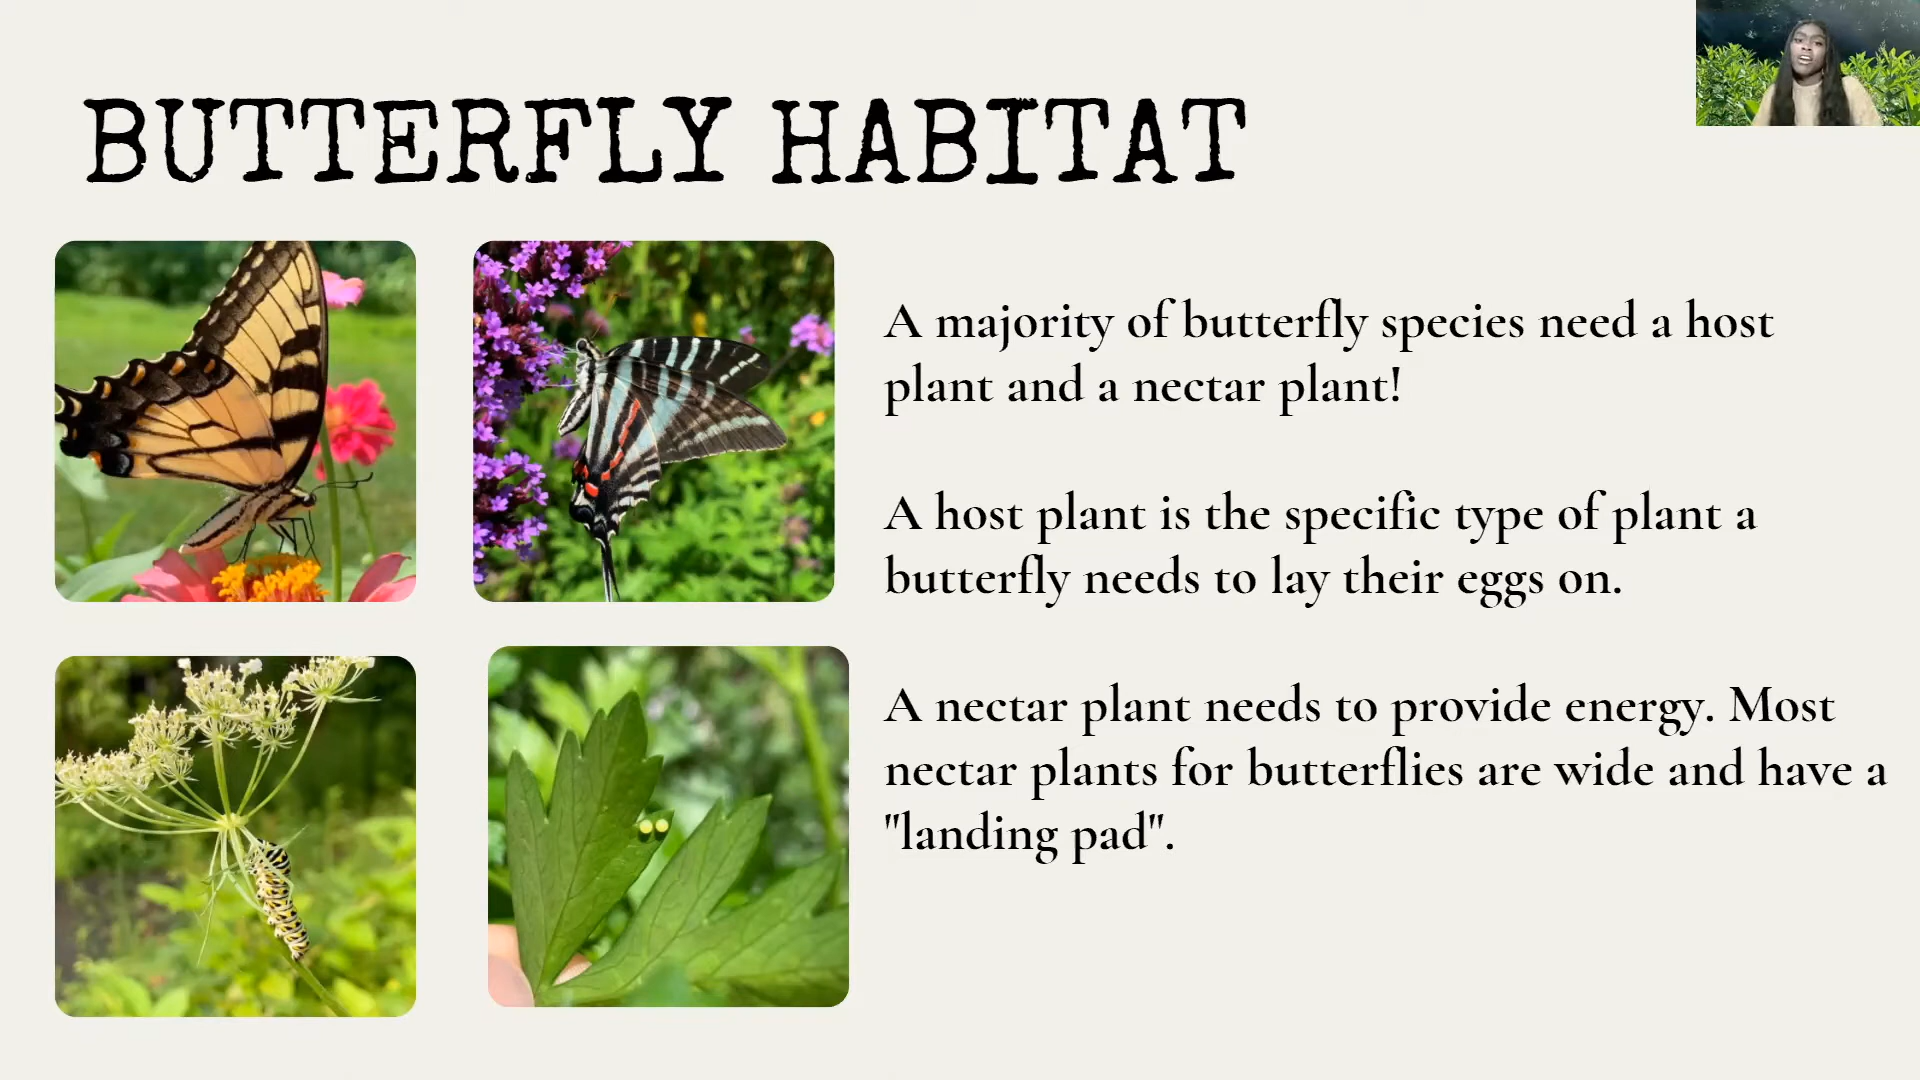 BUTTERFLY HABITAT
A majority of butterfly species need a host
plant and a nectar plant!
A host plant is the specific type of plant a
butterfly needs to lay their eggs on.
A nectar plant needs to provide energy. Most
nectar plants for butterflies are wide and have a
"landing pad".